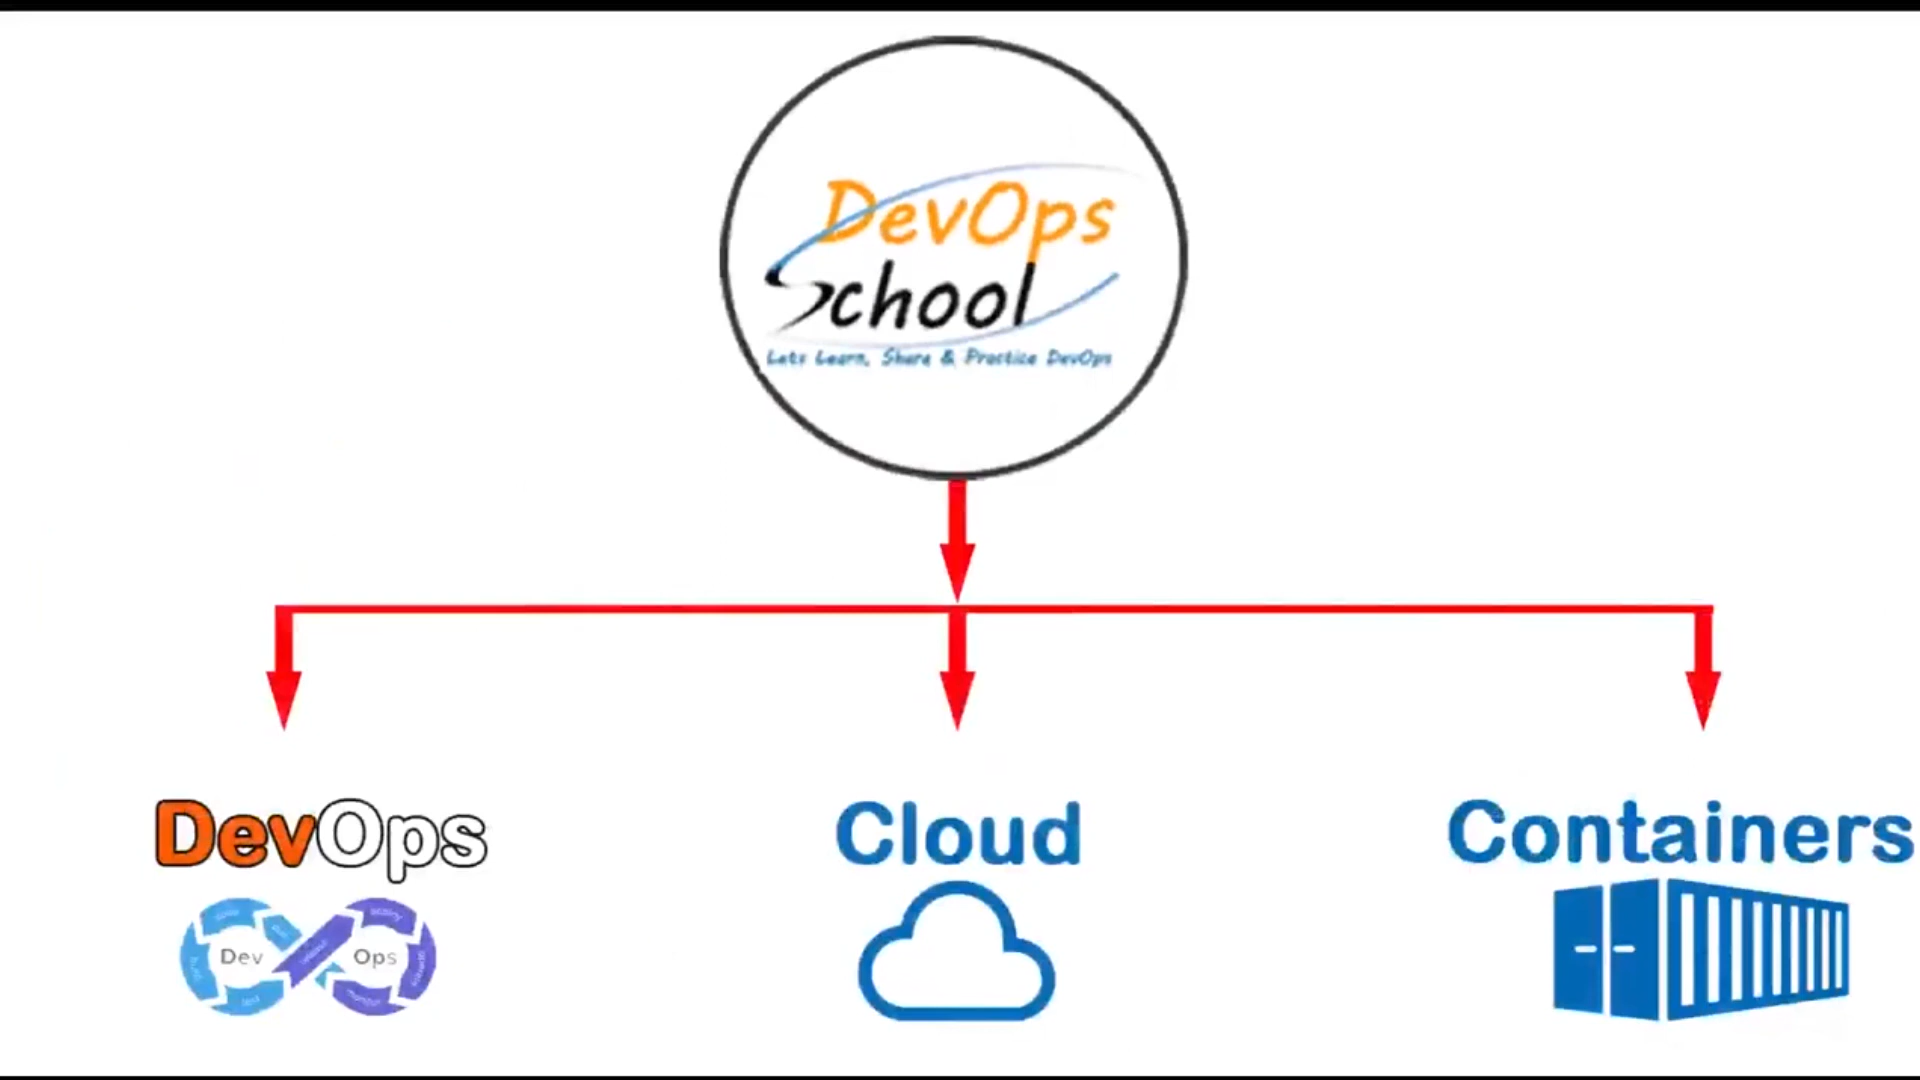 DevOps
School
Lets Learn, Share & Practice DevOps
DevOps
Cloud
Containers
Dev
Ops